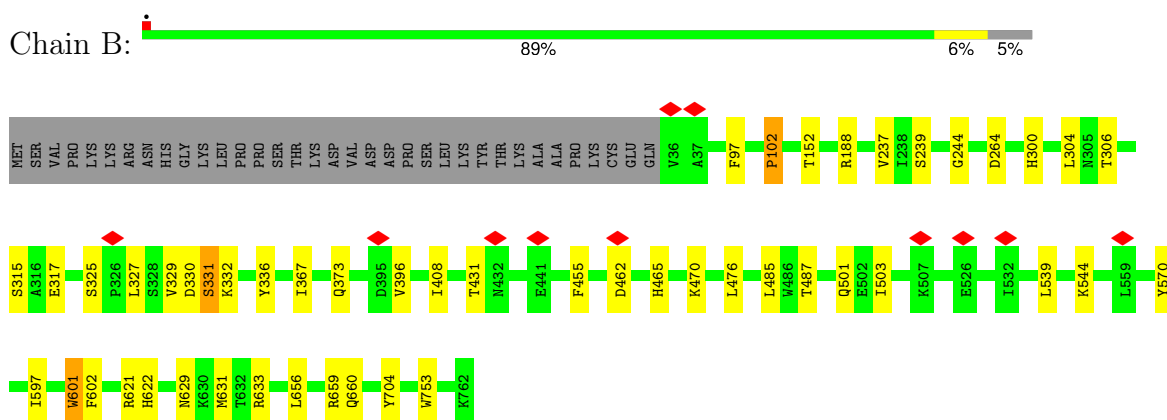 Chain B:
89% 6% 5%
MET SER VAL PRO LYS LYS ARG ASN HIS GLY LYS LEU PRO PRO SER THR LYS ASP VAL ASP ASP PRO SER LEU LYS TYR THR LYS ALA ALA PRO LYS CYS GLU GLN V36 A37 F97 P102 T152 R188 V237 I238 S239 G244 D264 H300 L304 N305 T306
S315 A316 E317 S325 P326 L327 S328 V329 D330 S331 K332 Y336 I367 Q373 D395 V396 I408 T431 N432 E441 F455 D462 H465 K470 L476 L485 W486 T487 Q501 E502 I503 K507 E526 I532 L539 K544 L559 Y570
I597 W601 F602 R621 H622 N629 K630 M631 T632 R633 L656 R659 Q660 Y704 W753 K762